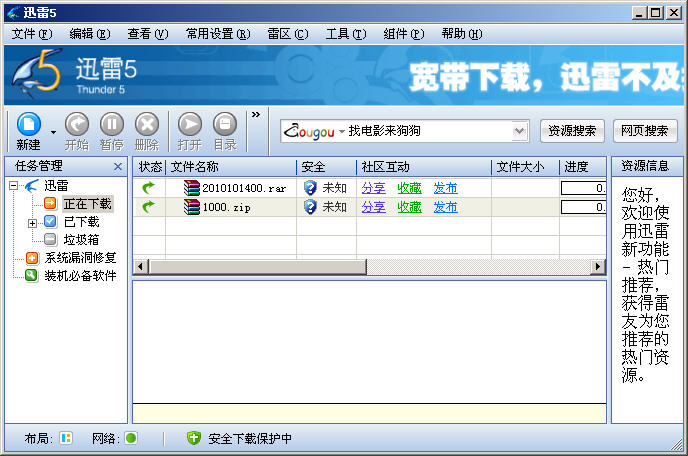 迅雷5
文件(F) 编辑(E) 查看(V) 常用设置(R) 雷区(C) 工具(T) 组件(P) 帮助(H)
5 迅雷5
Thunder 5
宽带下载，迅雷不及
新建 开始 暂停 删除 打开 目录 »
Gougou 找电影来狗狗 资源搜索 网页搜索
任务管理
迅雷
正在下载
已下载
垃圾箱
系统漏洞修复
装机必备软件
状态 文件名称 安全 社区互动 文件大小 进度
2010101400.rar 未知 分享 收藏 发布 0.
1000.zip 未知 分享 收藏 发布 0.
资源信息
您好，
欢迎使
用迅雷
新功能
- 热门
推荐，
获得雷
友为您
推荐的
热门资
源。
布局: 网络: 安全下载保护中